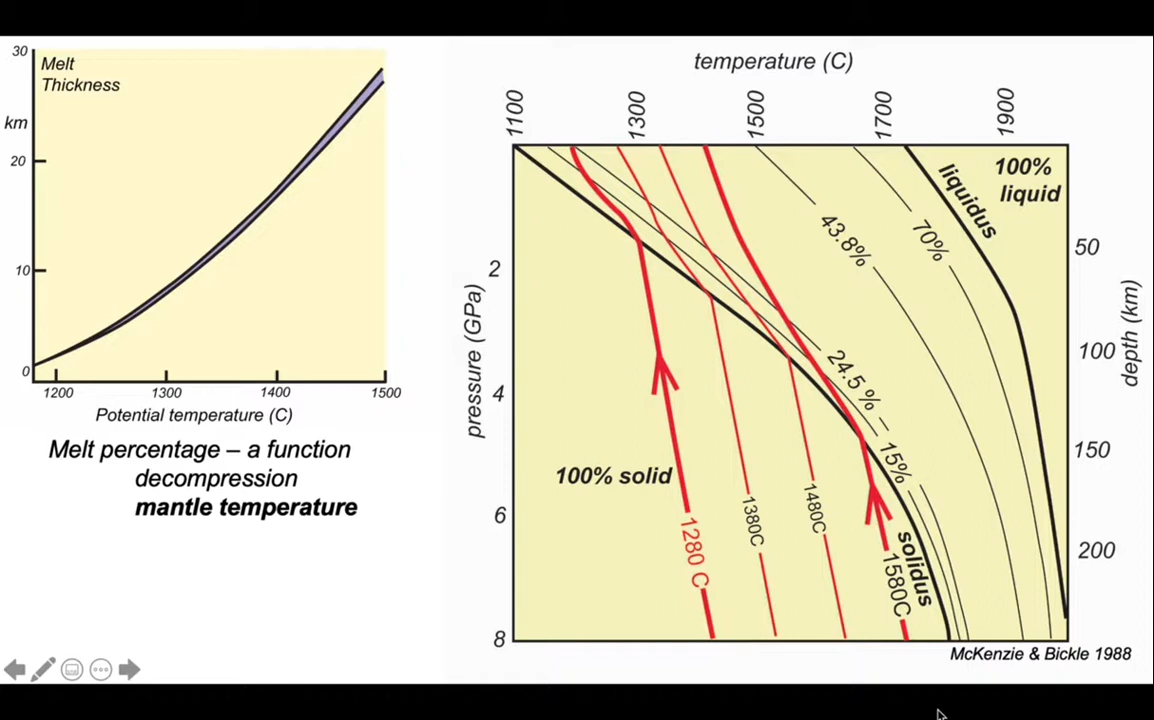 30
Melt
Thickness
km
20
10
0
1200 1300 1400 1500
Potential temperature (C)
Melt percentage – a function
decompression
mantle temperature
temperature (C)
1100 1300 1500 1700 1900
100%
liquid
liquidus
70%
43.8%
24.5 %
15%
solidus
100% solid
1280 C
1380C
1480C
1580C
pressure (GPa)
2
4
6
8
50
100
150
200
depth (km)
McKenzie & Bickle 1988